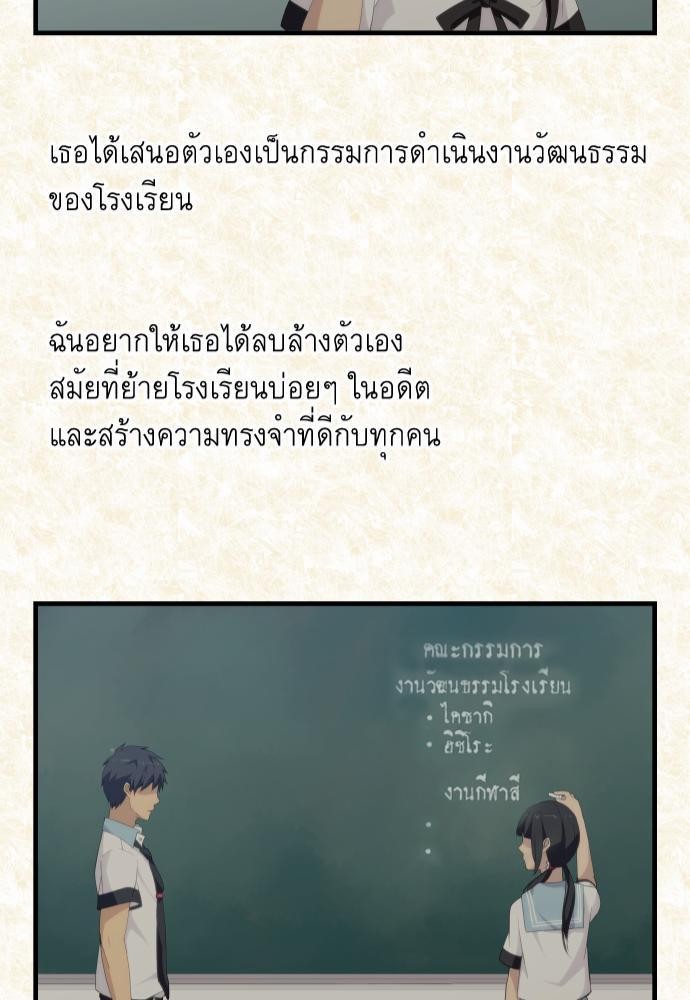 เธอได้เสนอตัวเองเป็นกรรมการดำเนินงานวัฒนธรรม
ของโรงเรียน
ฉันอยากให้เธอได้ลบล้างตัวเอง
สมัยที่ย้ายโรงเรียนบ่อยๆ ในอดีต
และสร้างความทรงจำที่ดีกับทุกคน
คณะกรรมการ
งานวัฒนธรรมโรงเรียน
• ไคซากิ
• ฮิชิโระ
งานกีฬาสี
•
•